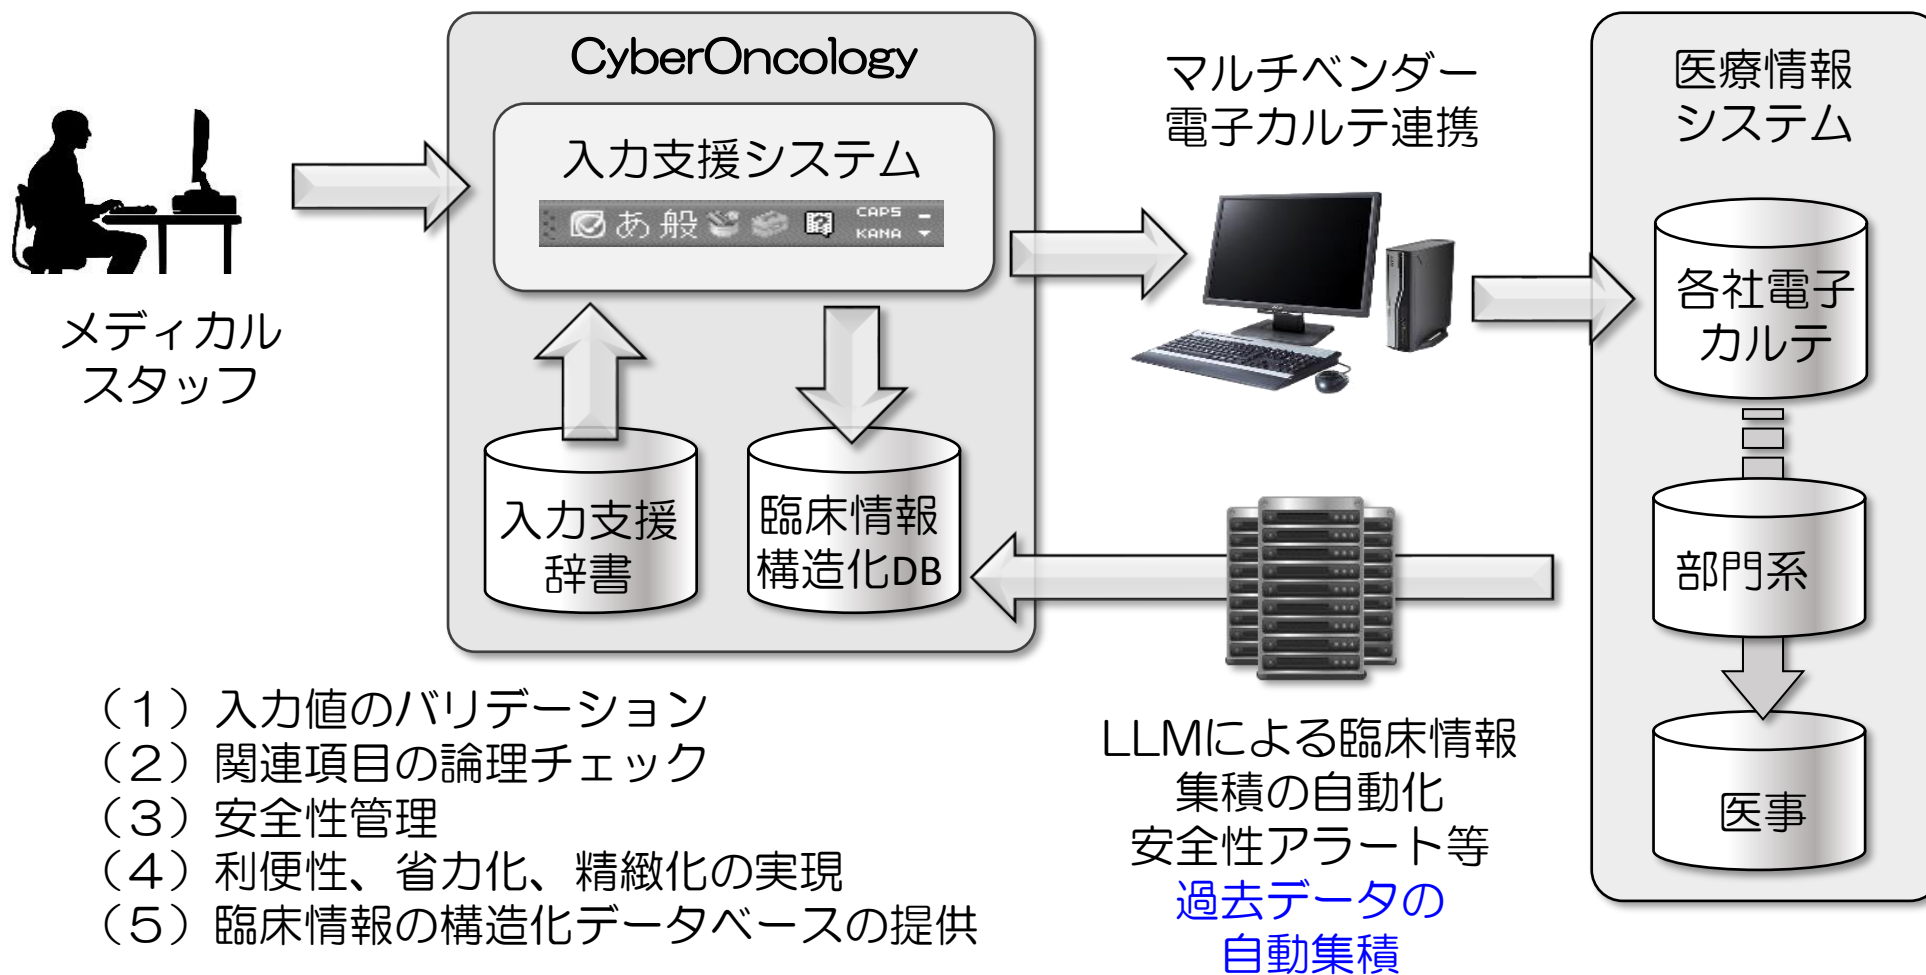 CyberOncology
入力支援システム
あ 般
CAPS
KANA
メディカル
スタッフ
入力支援
辞書
臨床情報
構造化DB
マルチベンダー
電子カルテ連携
医療情報
システム
各社電子
カルテ
部門系
医事
LLMによる臨床情報
集積の自動化
安全性アラート等
過去データの
自動集積
（１）入力値のバリデーション
（２）関連項目の論理チェック
（３）安全性管理
（４）利便性、省力化、精緻化の実現
（５）臨床情報の構造化データベースの提供